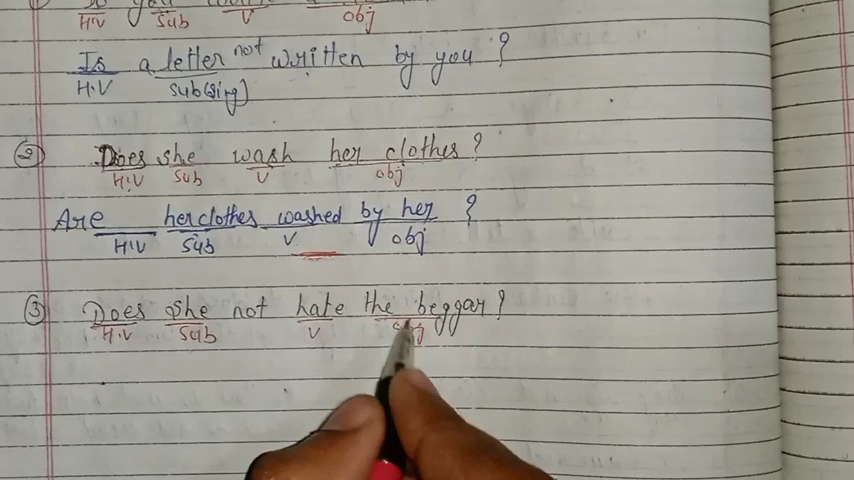 you
H.V Sub V obj
Is a letter not written by you ?
H.V Sub(sing)
② Does she wash her clothes ?
H.V Sub V obj
Are her clothes washed by her ?
H.V Sub V obj
③ Does she not hate the beggar ?
H.V Sub V obj